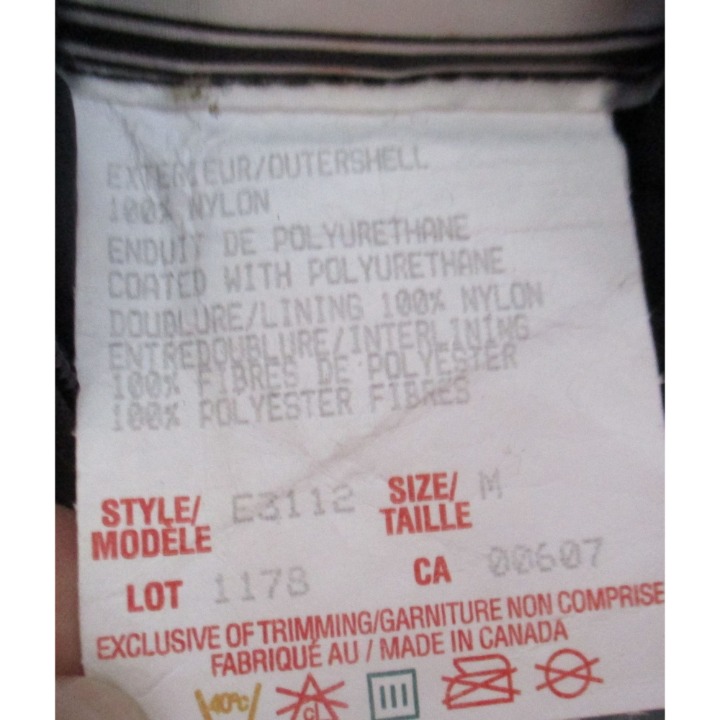 EXTERIEUR/OUTERSHELL
100% NYLON
ENDUIT DE POLYURETHANE
COATED WITH POLYURETHANE
DOUBLURE/LINING 100% NYLON
ENTREDOUBLURE/INTERLINING
100% FIBRES DE POLYESTER
100% POLYESTER FIBRES
STYLE/ E3112 SIZE/ M
MODÈLE TAILLE
LOT 1178 CA 00607
EXCLUSIVE OF TRIMMING/GARNITURE NON COMPRISE
FABRIQUÉ AU / MADE IN CANADA
40°C cl